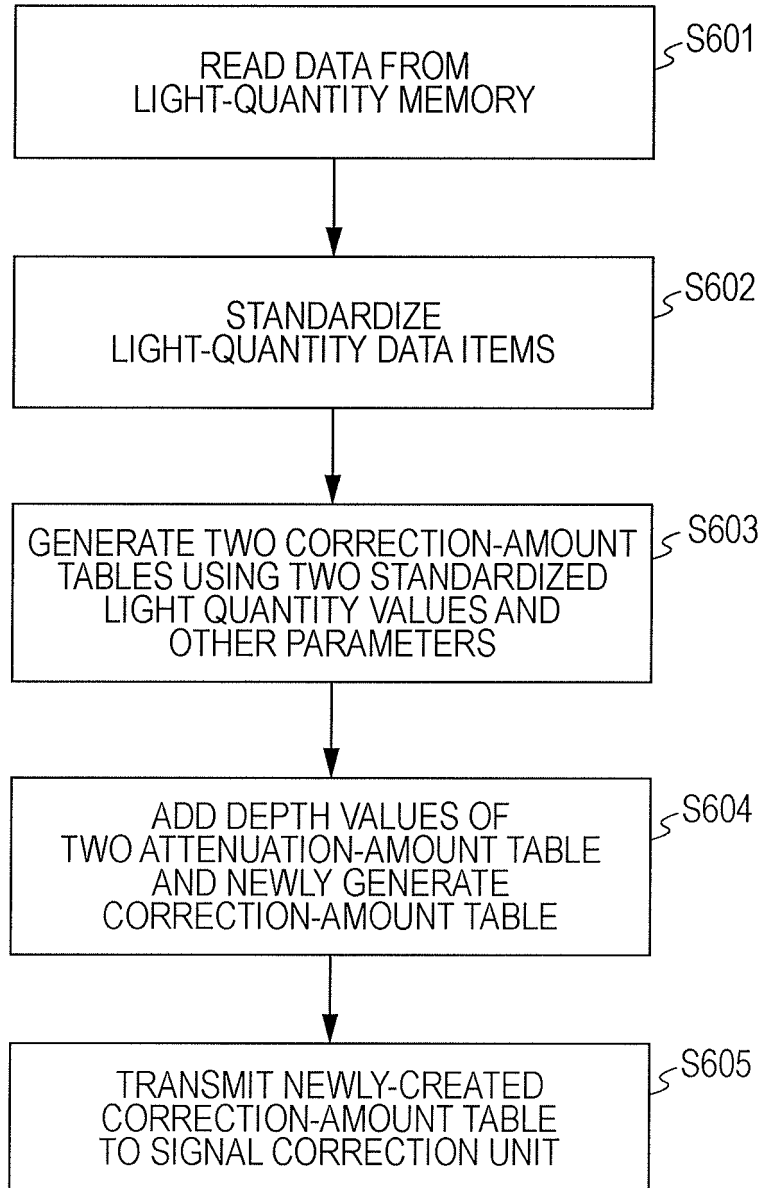 READ DATA FROM
LIGHT-QUANTITY MEMORY
S601
STANDARDIZE
LIGHT-QUANTITY DATA ITEMS
S602
GENERATE TWO CORRECTION-AMOUNT
TABLES USING TWO STANDARDIZED
LIGHT QUANTITY VALUES AND
OTHER PARAMETERS
S603
ADD DEPTH VALUES OF
TWO ATTENUATION-AMOUNT TABLE
AND NEWLY GENERATE
CORRECTION-AMOUNT TABLE
S604
TRANSMIT NEWLY-CREATED
CORRECTION-AMOUNT TABLE
TO SIGNAL CORRECTION UNIT
S605